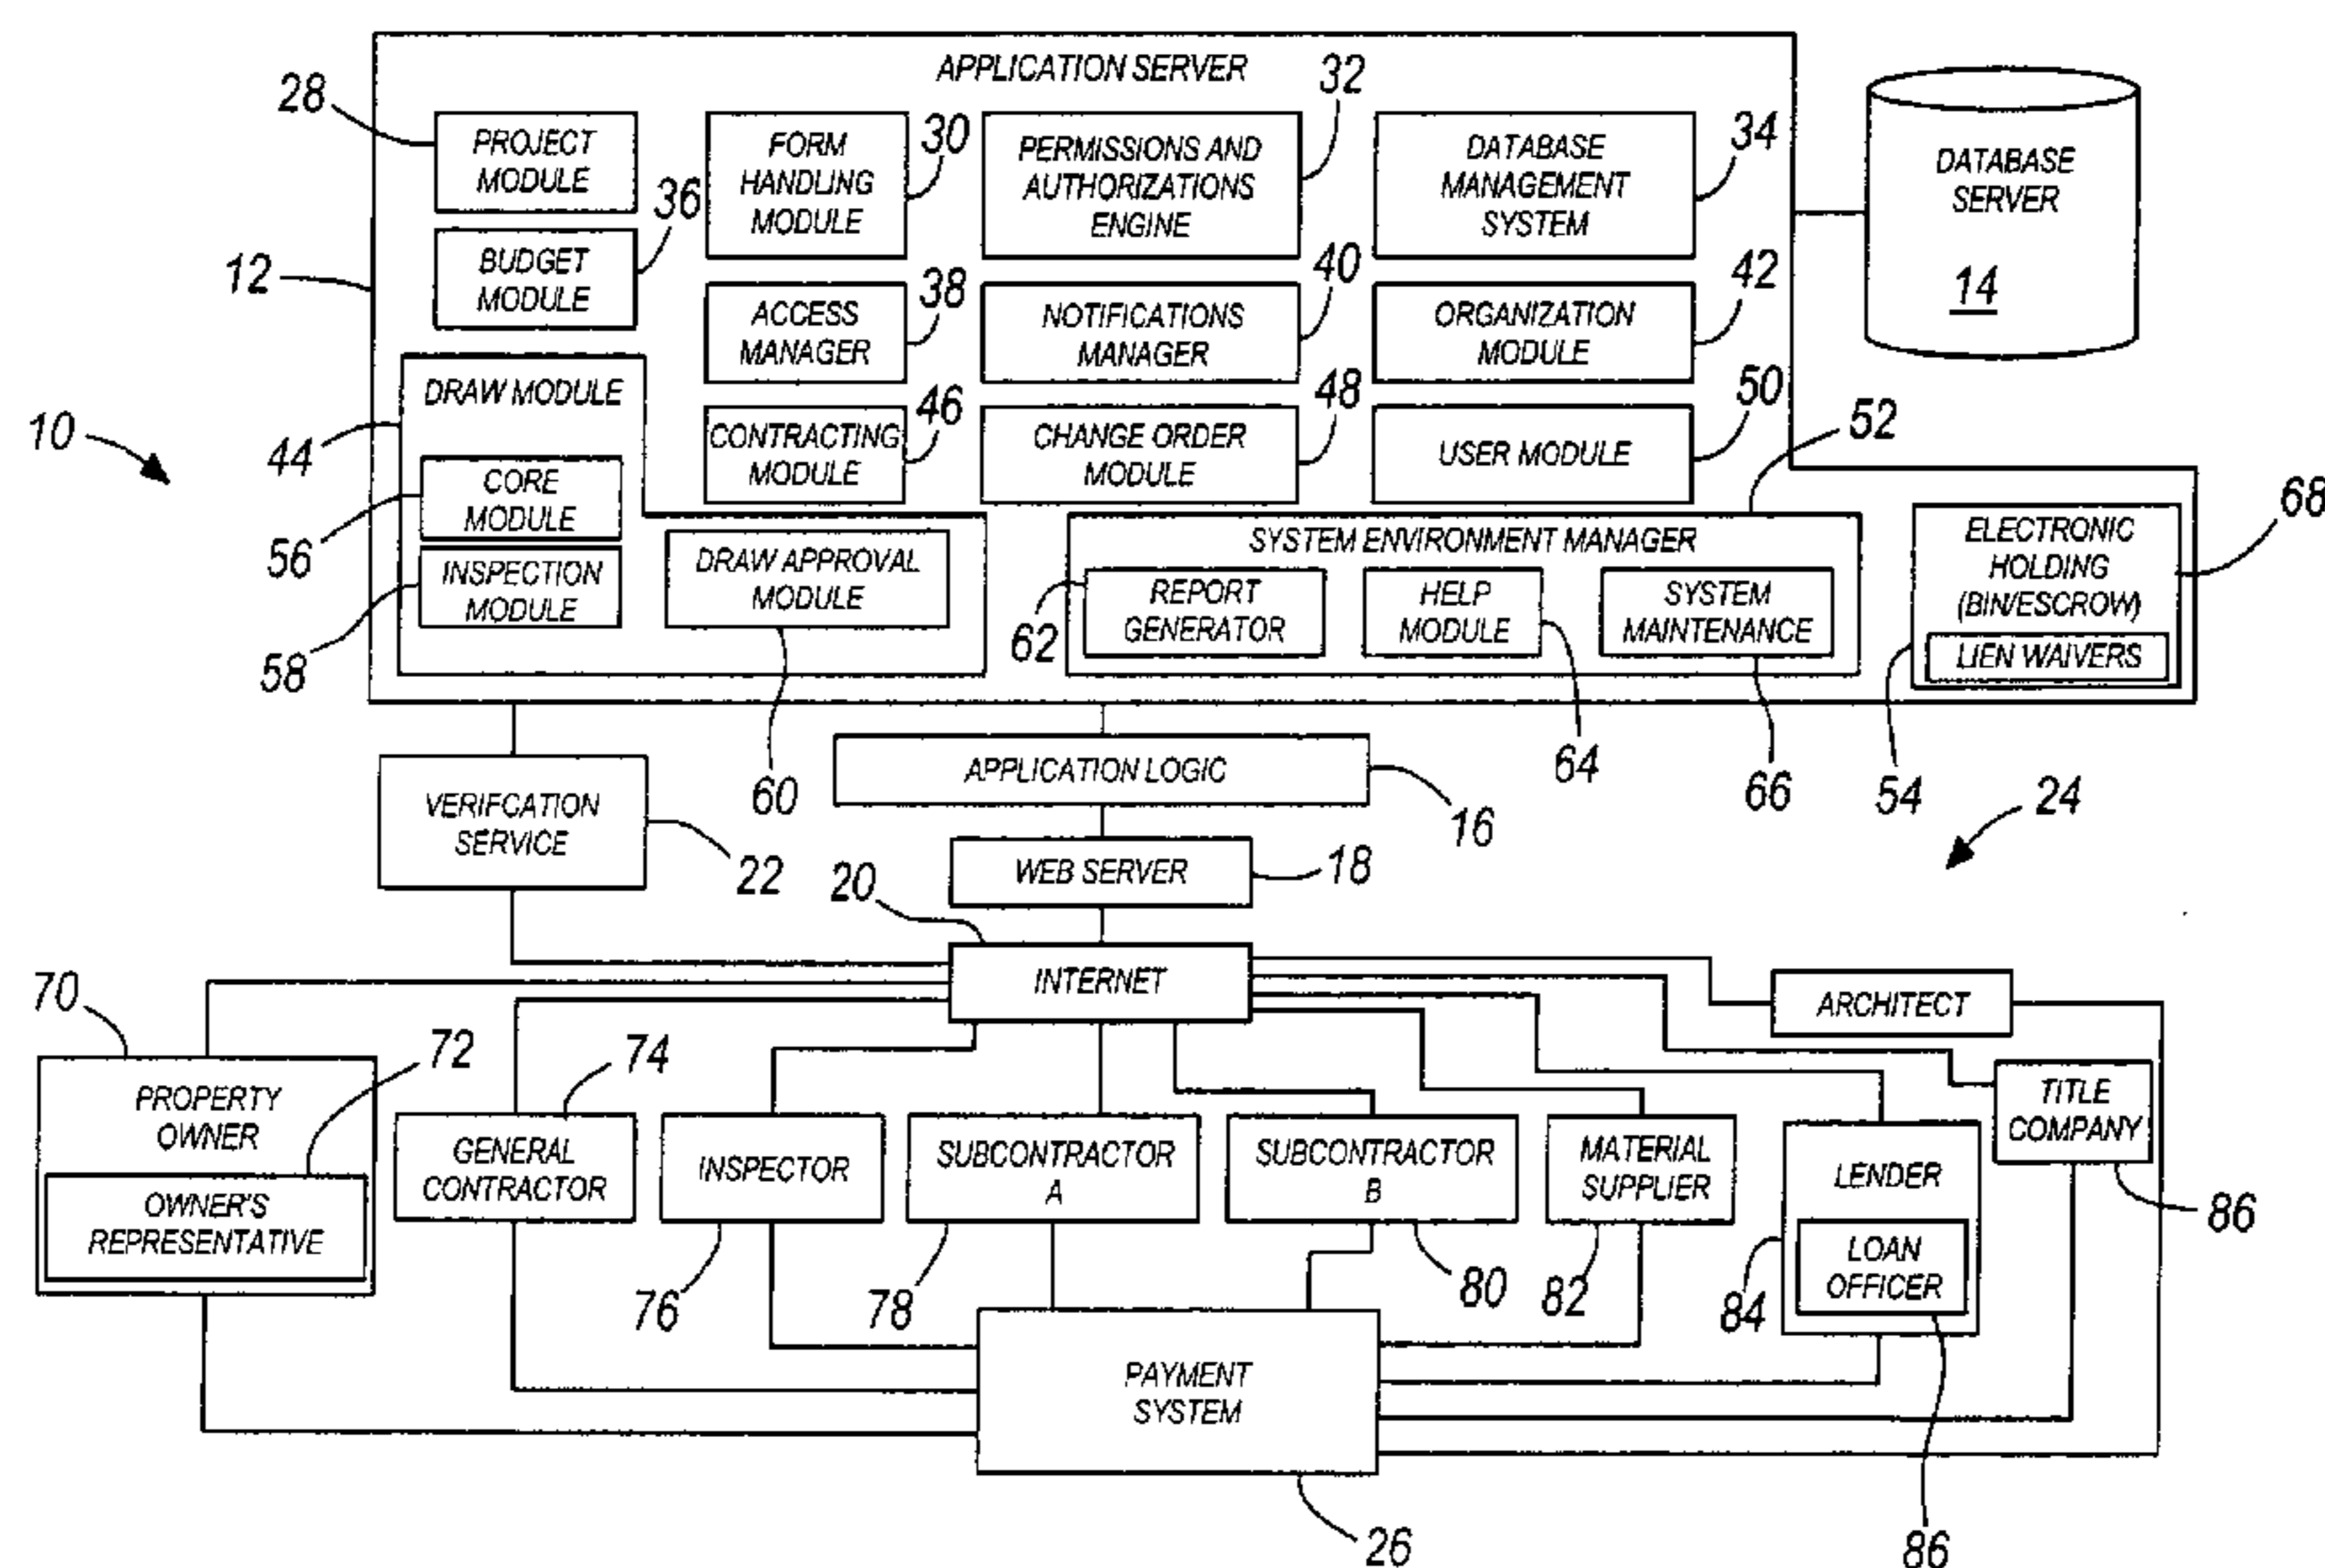 APPLICATION SERVER
28
PROJECT
MODULE
FORM
HANDLING
MODULE
30
PERMISSIONS AND
AUTHORIZATIONS
ENGINE
32
DATABASE
MANAGEMENT
SYSTEM
34
DATABASE
SERVER
14
12
BUDGET
MODULE
36
ACCESS
MANAGER
38
NOTIFICATIONS
MANAGER
40
ORGANIZATION
MODULE
42
10
44
DRAW MODULE
CONTRACTING
MODULE
46
CHANGE ORDER
MODULE
48
USER MODULE
50
52
56
CORE
MODULE
58
INSPECTION
MODULE
DRAW APPROVAL
MODULE
60
SYSTEM ENVIRONMENT MANAGER
62
REPORT
GENERATOR
HELP
MODULE
64
SYSTEM
MAINTENANCE
66
ELECTRONIC
HOLDING
(BIN/ESCROW)
LIEN WAIVERS
68
54
VERIFCATION
SERVICE
22
APPLICATION LOGIC
16
24
WEB SERVER
18
20
INTERNET
ARCHITECT
70
PROPERTY
OWNER
72
OWNER'S
REPRESENTATIVE
74
GENERAL
CONTRACTOR
INSPECTOR
76
SUBCONTRACTOR
A
78
SUBCONTRACTOR
B
80
MATERIAL
SUPPLIER
82
LENDER
84
LOAN
OFFICER
86
TITLE
COMPANY
86
PAYMENT
SYSTEM
26